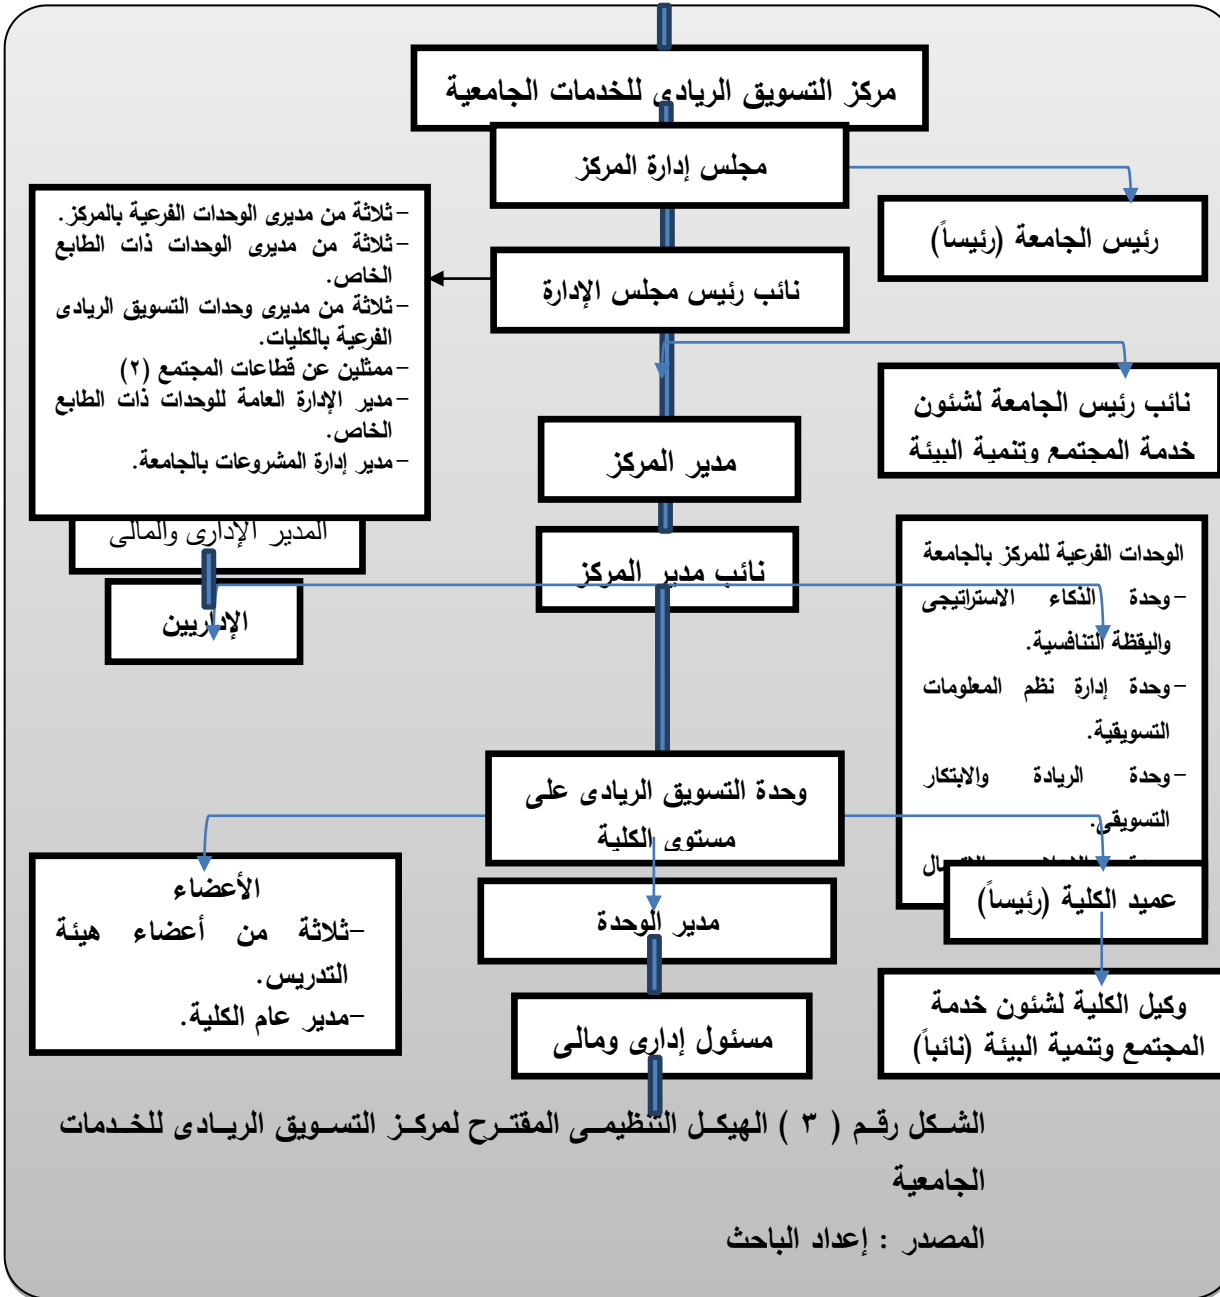 مركز التسويق الريادى للخدمات الجامعية
مجلس إدارة المركز
رئيس الجامعة (رئيساً)
نائب رئيس مجلس الإدارة
-ثلاثة من مديرى الوحدات الفرعية بالمركز.
-ثلاثة من مديرى الوحدات ذات الطابع
الخاص.
-ثلاثة من مديرى وحدات التسويق الريادى
الفرعية بالكليات.
-ممثلين عن قطاعات المجتمع (٢)
-مدير الإدارة العامة للوحدات ذات الطابع
الخاص.
-مدير إدارة المشروعات بالجامعة.
نائب رئيس الجامعة لشئون
خدمة المجتمع وتنمية البيئة
مدير المركز
نائب مدير المركز
المدير الإدارى والمالى
الإداريين
الوحدات الفرعية للمركز بالجامعة
-وحدة الذكاء الاستراتيجى
واليقظة التنافسية.
-وحدة إدارة نظم المعلومات
التسويقية.
-وحدة الريادة والابتكار
التسويقى.
وحدة التسويق الريادى على
مستوى الكلية
عميد الكلية (رئيساً)
وكيل الكلية لشئون خدمة
المجتمع وتنمية البيئة (نائباً)
الأعضاء
-ثلاثة من أعضاء هيئة
التدريس.
-مدير عام الكلية.
مدير الوحدة
مسئول إدارى ومالى
الشكل رقم ( ٣ ) الهيكل التنظيمى المقترح لمركز التسويق الريادى للخدمات
الجامعية
المصدر : إعداد الباحث